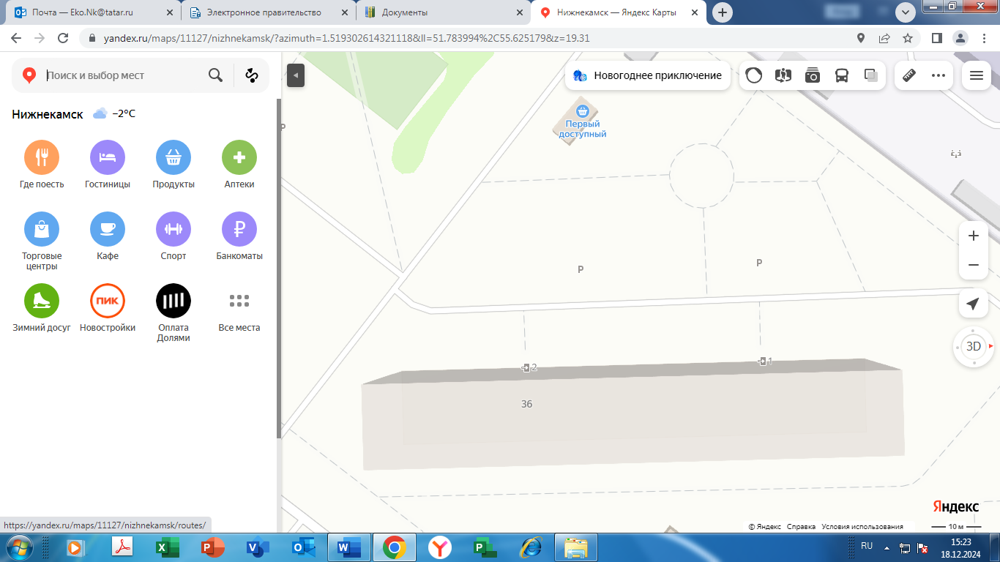 Почта — Eko.Nk@tatar.ru
Электронное правительство
Документы
Нижнекамск — Яндекс Карты
yandex.ru/maps/11127/nizhnekamsk/?azimuth=1.519302614321118&ll=51.783994%2C55.625179&z=19.31
Поиск и выбор мест
Новогоднее приключение
Нижнекамск
−2°C
Где поесть
Гостиницы
Продукты
Аптеки
Торговые
центры
Кафе
Спорт
Банкоматы
ПИК
Зимний досуг
Новостройки
Оплата
Долями
Все места
Первый
доступный
P
P
P
2
1
36
3D
Яндекс
© Яндекс Справка Условия использования
10 м
https://yandex.ru/maps/11127/nizhnekamsk/routes/
RU
15:23
18.12.2024